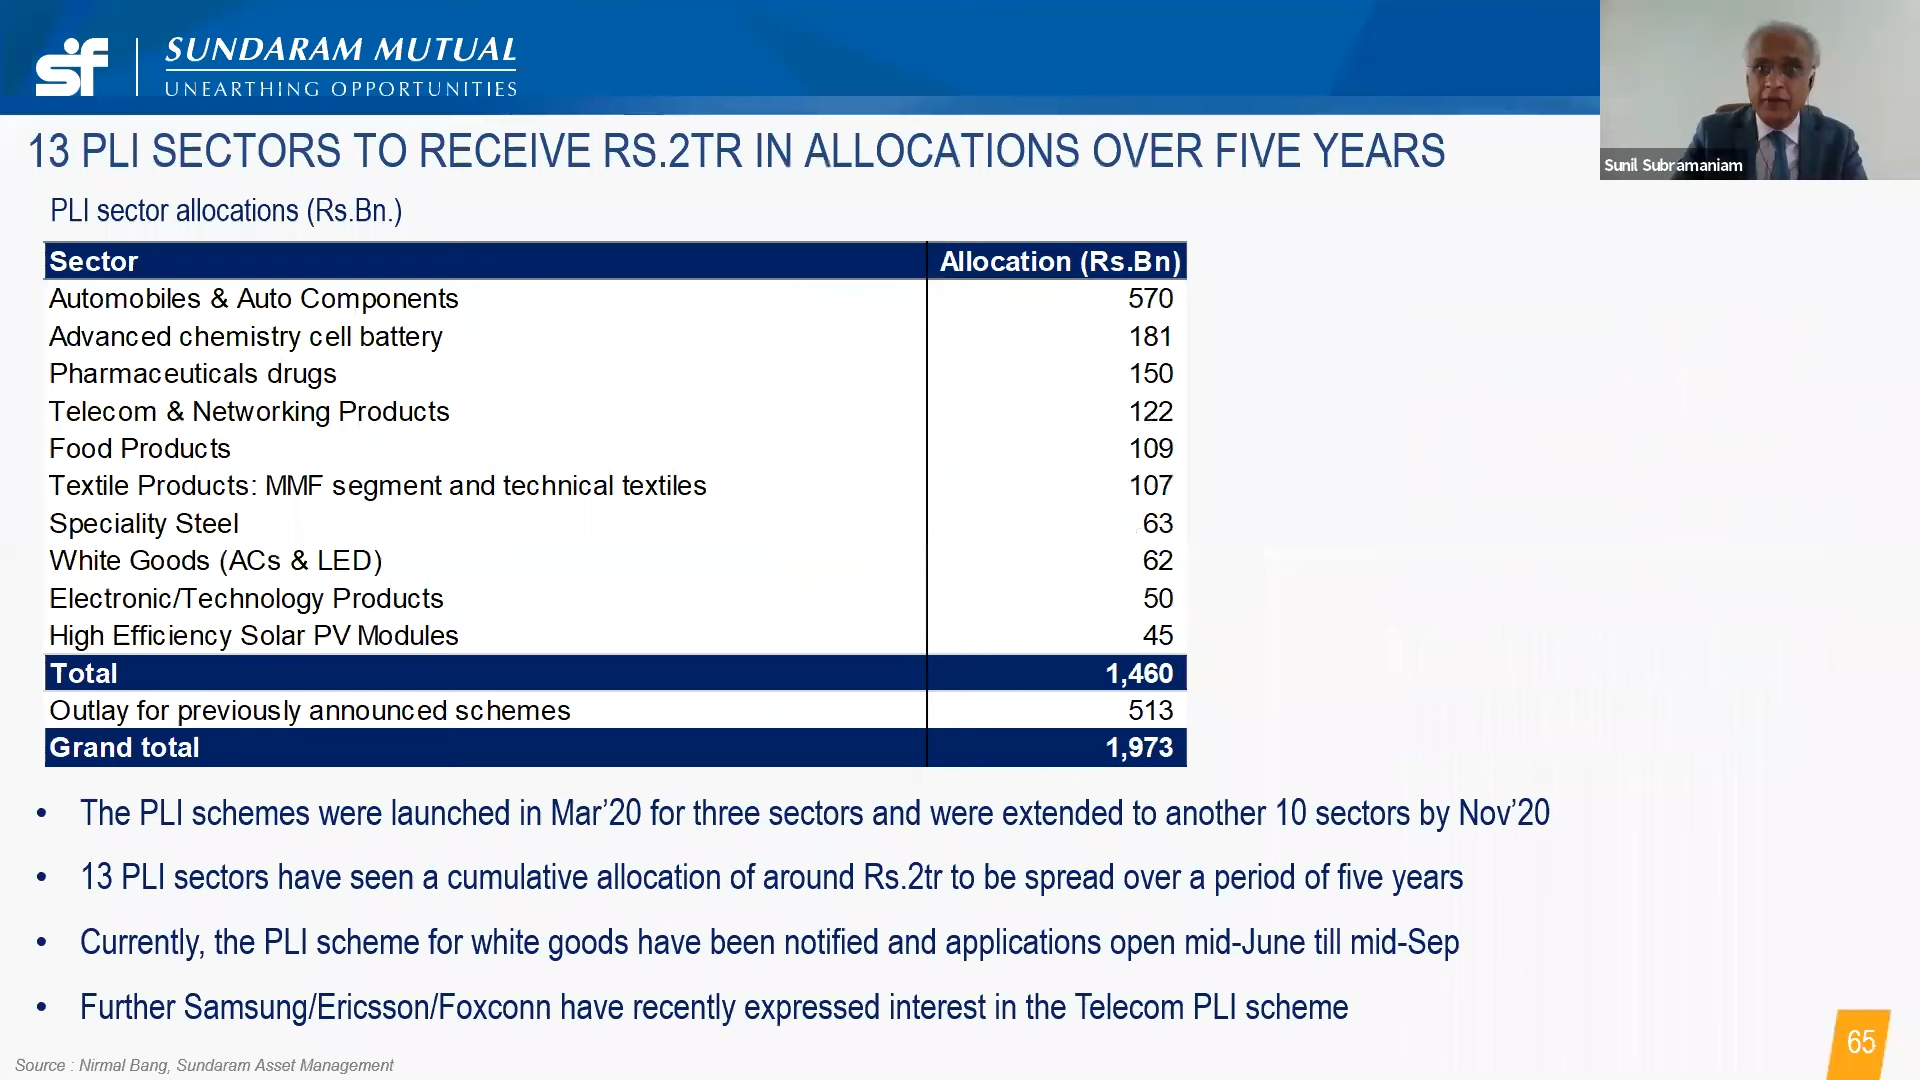 SUNDARAM MUTUAL
UNEARTHING OPPORTUNITIES
Sunil Subramaniam
13 PLI SECTORS TO RECEIVE RS.2TR IN ALLOCATIONS OVER FIVE YEARS
PLI sector allocations (Rs.Bn.)
Sector Allocation (Rs.Bn)
Automobiles & Auto Components 570
Advanced chemistry cell battery 181
Pharmaceuticals drugs 150
Telecom & Networking Products 122
Food Products 109
Textile Products: MMF segment and technical textiles 107
Speciality Steel 63
White Goods (ACs & LED) 62
Electronic/Technology Products 50
High Efficiency Solar PV Modules 45
Total 1,460
Outlay for previously announced schemes 513
Grand total 1,973
• The PLI schemes were launched in Mar’20 for three sectors and were extended to another 10 sectors by Nov’20
• 13 PLI sectors have seen a cumulative allocation of around Rs.2tr to be spread over a period of five years
• Currently, the PLI scheme for white goods have been notified and applications open mid-June till mid-Sep
• Further Samsung/Ericsson/Foxconn have recently expressed interest in the Telecom PLI scheme
65
Source : Nirmal Bang, Sundaram Asset Management